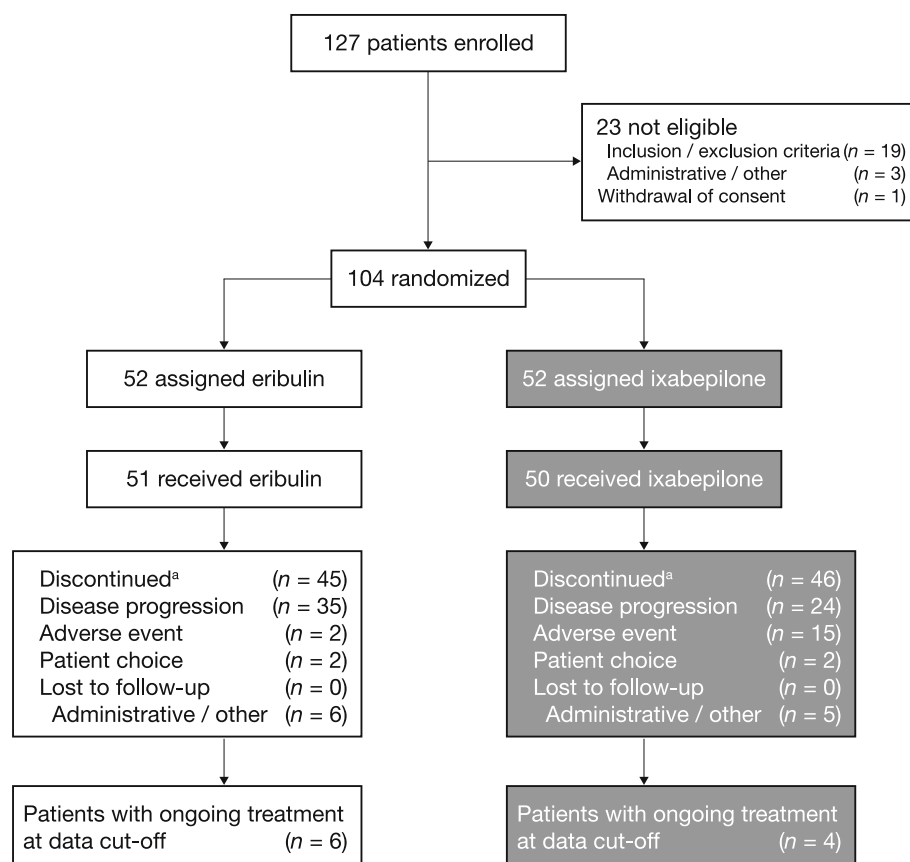 127 patients enrolled
23 not eligible
Inclusion / exclusion criteria (n = 19)
Administrative / other (n = 3)
Withdrawal of consent (n = 1)
104 randomized
52 assigned eribulin
52 assigned ixabepilone
51 received eribulin
50 received ixabepilone
Discontinuedᵃ (n = 45)
Disease progression (n = 35)
Adverse event (n = 2)
Patient choice (n = 2)
Lost to follow-up (n = 0)
Administrative / other (n = 6)
Discontinuedᵃ (n = 46)
Disease progression (n = 24)
Adverse event (n = 15)
Patient choice (n = 2)
Lost to follow-up (n = 0)
Administrative / other (n = 5)
Patients with ongoing treatment
at data cut-off (n = 6)
Patients with ongoing treatment
at data cut-off (n = 4)